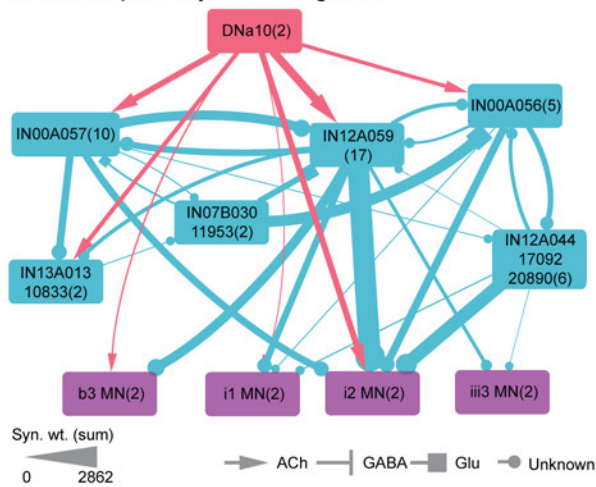 DNa10(2)
IN00A057(10)
IN12A059
(17)
IN00A056(5)
IN07B030
11953(2)
IN13A013
10833(2)
IN12A044
17092
20890(6)
b3 MN(2)
i1 MN(2)
i2 MN(2)
iii3 MN(2)
Syn. wt. (sum)
0 2862
ACh GABA Glu Unknown